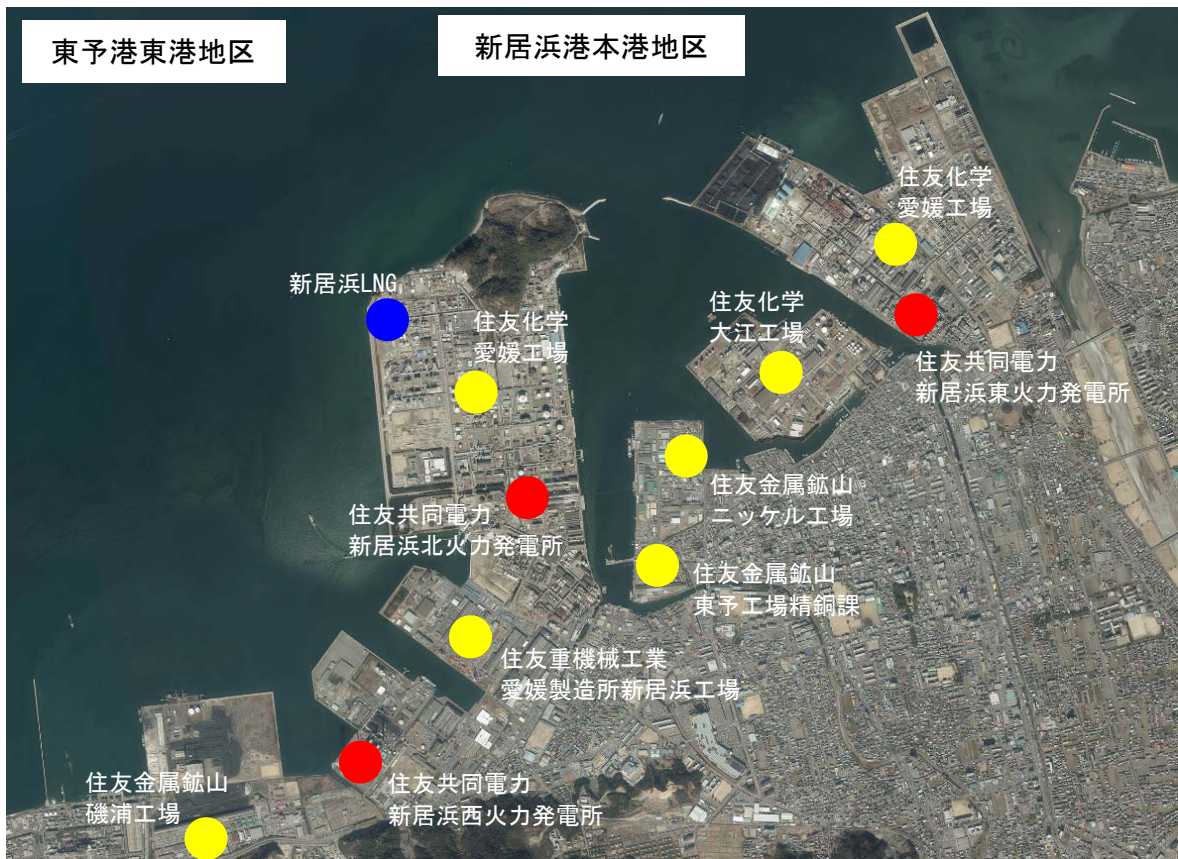 東予港東港地区
新居浜港本港地区
住友化学
愛媛工場
新居浜LNG
住友化学
愛媛工場
住友化学
大江工場
住友共同電力
新居浜東火力発電所
住友金属鉱山
ニッケル工場
住友共同電力
新居浜北火力発電所
住友金属鉱山
東予工場精銅課
住友重機械工業
愛媛製造所新居浜工場
住友金属鉱山
磯浦工場
住友共同電力
新居浜西火力発電所